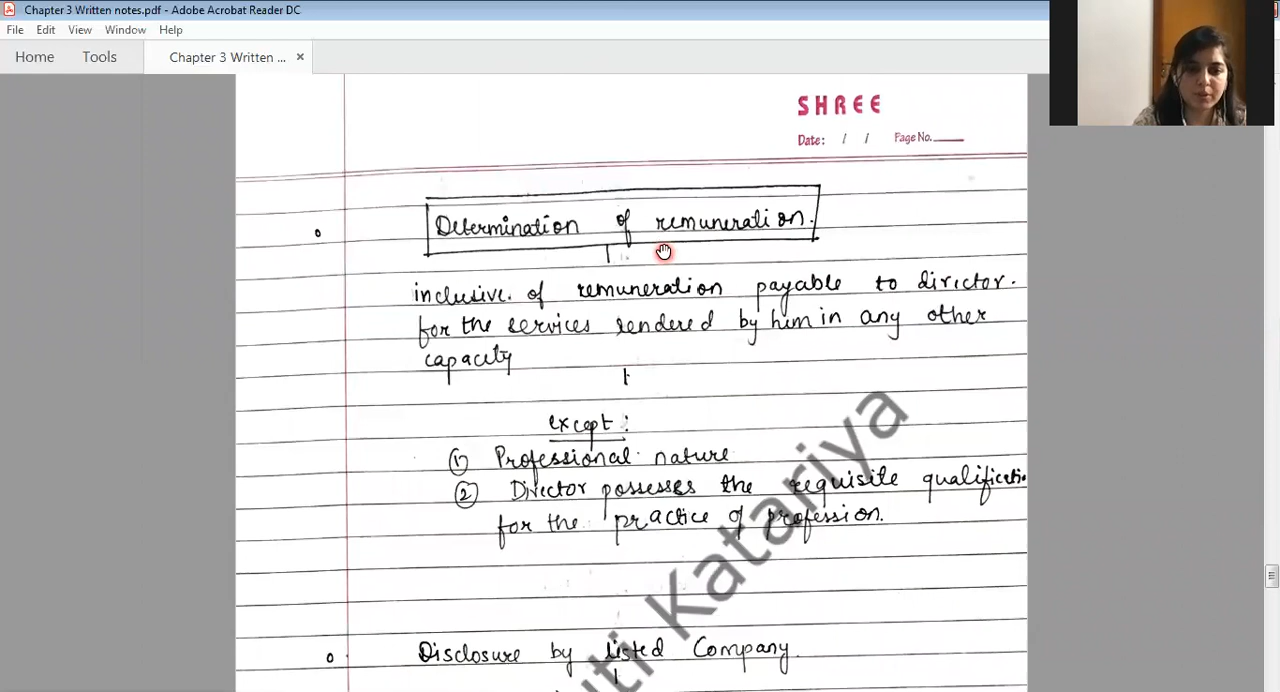 Chapter 3 Written notes.pdf - Adobe Acrobat Reader DC
File Edit View Window Help
Home Tools Chapter 3 Written ... ×
SHREE
Date: / / Page No.
Determination of remuneration.
inclusive. of remuneration payable to director.
for the services rendered by him in any other
capacity
except:
① Professional nature
② Director possesses the requisite qualificatio
for the practice of profession.
Disclosure by listed Company.
uti Katariya